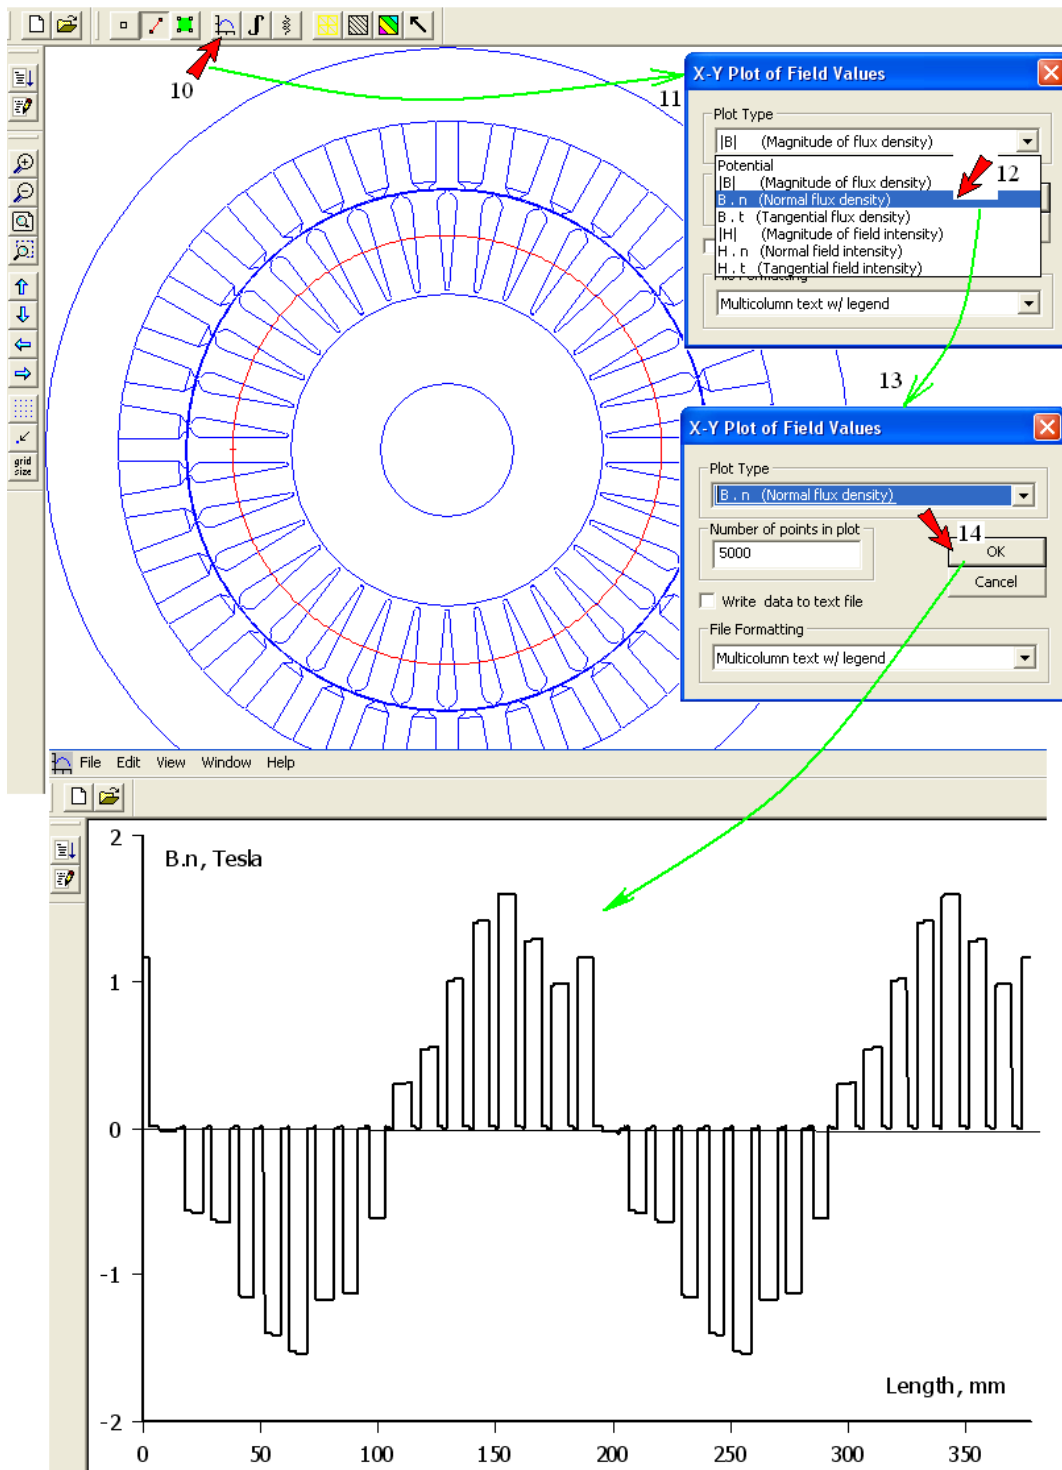 10
11
X-Y Plot of Field Values
Plot Type
|B| (Magnitude of flux density)
Potential
|B| (Magnitude of flux density)
B . n (Normal flux density)
B . t (Tangential flux density)
|H| (Magnitude of field intensity)
H . n (Normal field intensity)
H . t (Tangential field intensity)
12
File Formatting
Multicolumn text w/ legend
13
X-Y Plot of Field Values
Plot Type
B . n (Normal flux density)
Number of points in plot
5000
14
OK
Cancel
Write data to text file
File Formatting
Multicolumn text w/ legend
grid
size
File Edit View Window Help
B.n, Tesla
2
1
0
-1
-2
Length, mm
0 50 100 150 200 250 300 350